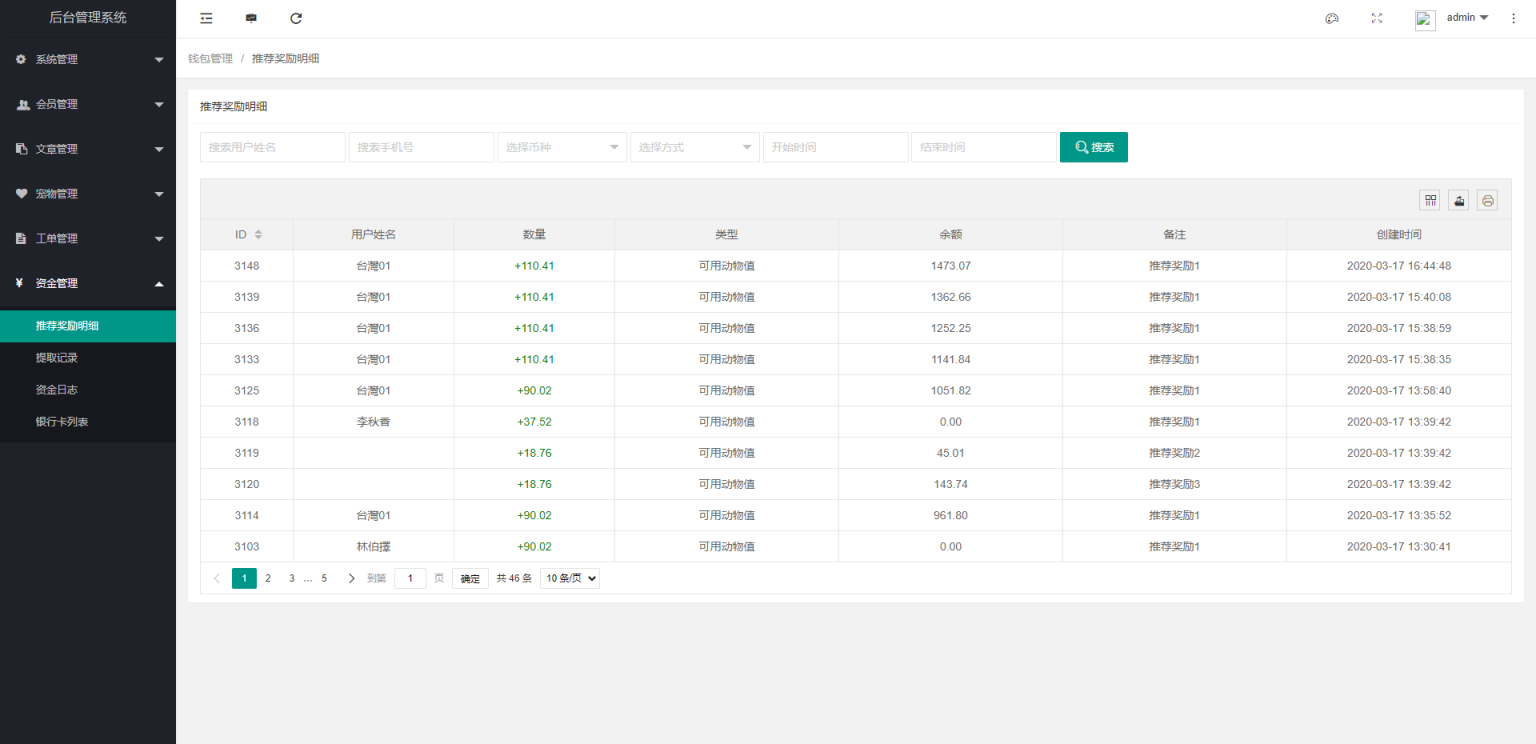 后台管理系统
admin
系统管理
会员管理
文章管理
宠物管理
工单管理
¥ 资金管理
推荐奖励明细
提取记录
资金日志
银行卡列表
钱包管理 / 推荐奖励明细
推荐奖励明细
搜索用户姓名 搜索手机号 选择币种 选择方式 开始时间 结束时间 搜索
ID 用户姓名 数量 类型 余额 备注 创建时间
3148 台灣01 +110.41 可用动物值 1473.07 推荐奖励1 2020-03-17 16:44:48
3139 台灣01 +110.41 可用动物值 1362.66 推荐奖励1 2020-03-17 15:40:08
3136 台灣01 +110.41 可用动物值 1252.25 推荐奖励1 2020-03-17 15:38:59
3133 台灣01 +110.41 可用动物值 1141.84 推荐奖励1 2020-03-17 15:38:35
3125 台灣01 +90.02 可用动物值 1051.82 推荐奖励1 2020-03-17 13:58:40
3118 李秋香 +37.52 可用动物值 0.00 推荐奖励1 2020-03-17 13:39:42
3119 +18.76 可用动物值 45.01 推荐奖励2 2020-03-17 13:39:42
3120 +18.76 可用动物值 143.74 推荐奖励3 2020-03-17 13:39:42
3114 台灣01 +90.02 可用动物值 961.80 推荐奖励1 2020-03-17 13:35:52
3103 林伯擇 +90.02 可用动物值 0.00 推荐奖励1 2020-03-17 13:30:41
1 2 3 … 5 到第 1 页 确定 共 46 条 10 条/页